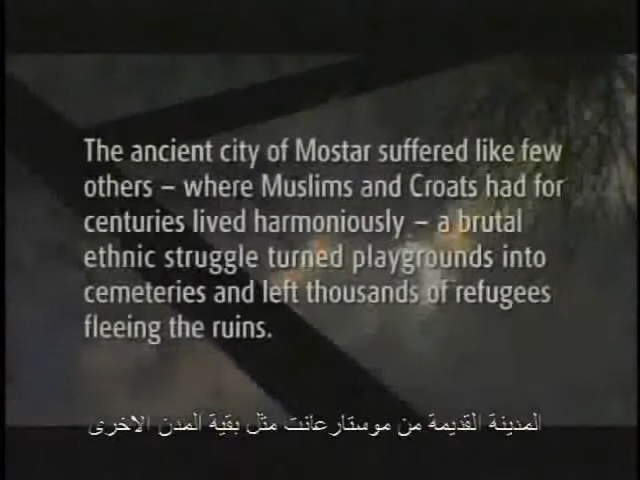 The ancient city of Mostar suffered like few
others – where Muslims and Croats had for
centuries lived harmoniously – a brutal
ethnic struggle turned playgrounds into
cemeteries and left thousands of refugees
fleeing the ruins.
المدينة القديمة من موستارعانت مثل بقية المدن الاخرى